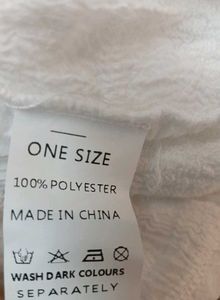 ONE SIZE
100% POLYESTER
MADE IN CHINA
WASH DARK COLOURS
SEPARATELY